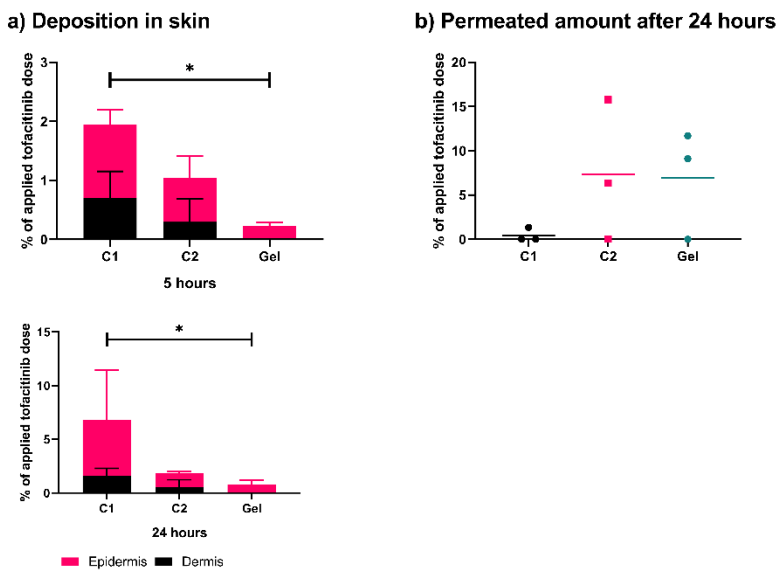 a) Deposition in skin
% of applied tofacitinib dose
3
2
1
0
*
C1 C2 Gel
5 hours
% of applied tofacitinib dose
15
10
5
0
*
C1 C2 Gel
24 hours
Epidermis Dermis
b) Permeated amount after 24 hours
% of applied tofacitinib dose
20
15
10
5
0
C1 C2 Gel